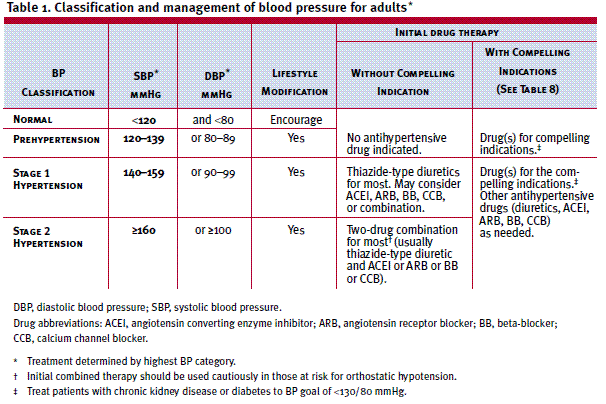 Table 1. Classification and management of blood pressure for adults*
Initial drug therapy
BP
Classification
SBP*
mmHg
DBP*
mmHg
Lifestyle
Modification
Without Compelling
Indication
With Compelling
Indications
(See Table 8)
Normal
<120
and <80
Encourage
Prehypertension
120–139
or 80–89
Yes
No antihypertensive
drug indicated.
Drug(s) for compelling
indications.‡
Stage 1
Hypertension
140–159
or 90–99
Yes
Thiazide-type diuretics
for most. May consider
ACEI, ARB, BB, CCB,
or combination.
Drug(s) for the com-
pelling indications.‡
Other antihypertensive
drugs (diuretics, ACEI,
ARB, BB, CCB)
as needed.
Stage 2
Hypertension
≥160
or ≥100
Yes
Two-drug combination
for most† (usually
thiazide-type diuretic
and ACEI or ARB or BB
or CCB).
DBP, diastolic blood pressure; SBP, systolic blood pressure.
Drug abbreviations: ACEI, angiotensin converting enzyme inhibitor; ARB, angiotensin receptor blocker; BB, beta-blocker;
CCB, calcium channel blocker.
* Treatment determined by highest BP category.
† Initial combined therapy should be used cautiously in those at risk for orthostatic hypotension.
‡ Treat patients with chronic kidney disease or diabetes to BP goal of <130/80 mmHg.